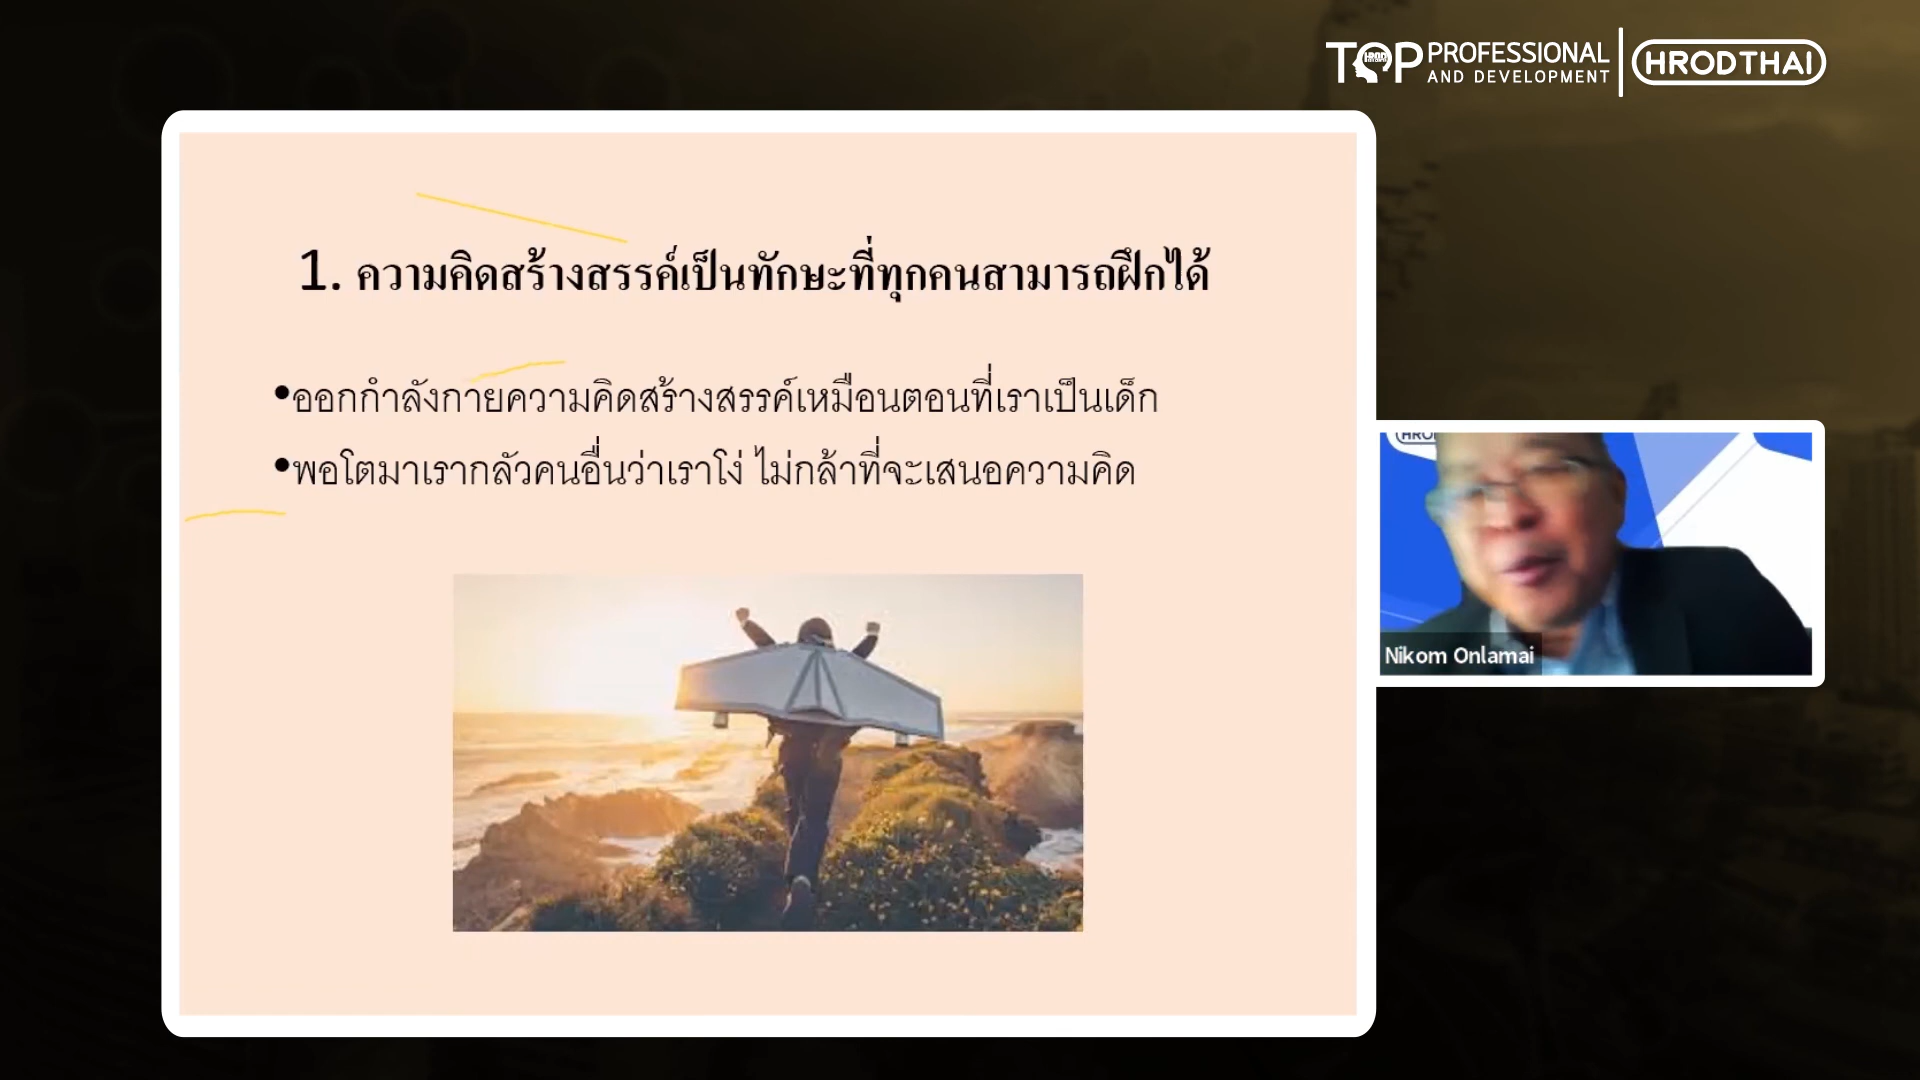 TOP PROFESSIONAL AND DEVELOPMENT
HRODTHAI
1. ความคิดสร้างสรรค์เป็นทักษะที่ทุกคนสามารถฝึกได้
•ออกกำลังกายความคิดสร้างสรรค์เหมือนตอนที่เราเป็นเด็ก
•พอโตมาเรากลัวคนอื่นว่าเราโง่ ไม่กล้าที่จะเสนอความคิด
Nikom Onlamai